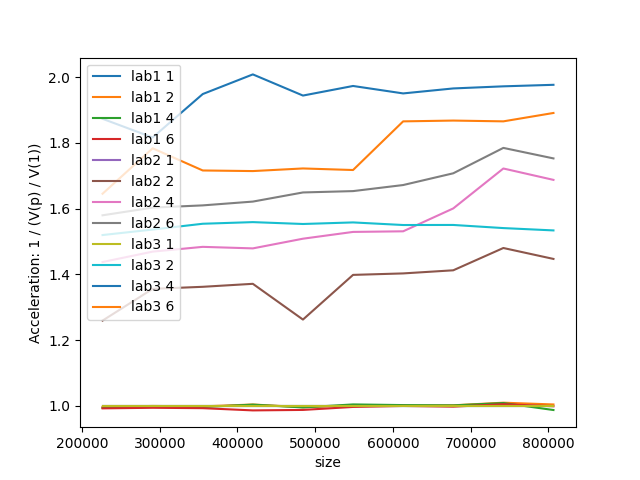 2.0
1.8
1.6
1.4
1.2
1.0
Acceleration: 1 / (V(p) / V(1))
lab1 1
lab1 2
lab1 4
lab1 6
lab2 1
lab2 2
lab2 4
lab2 6
lab3 1
lab3 2
lab3 4
lab3 6
200000 300000 400000 500000 600000 700000 800000
size